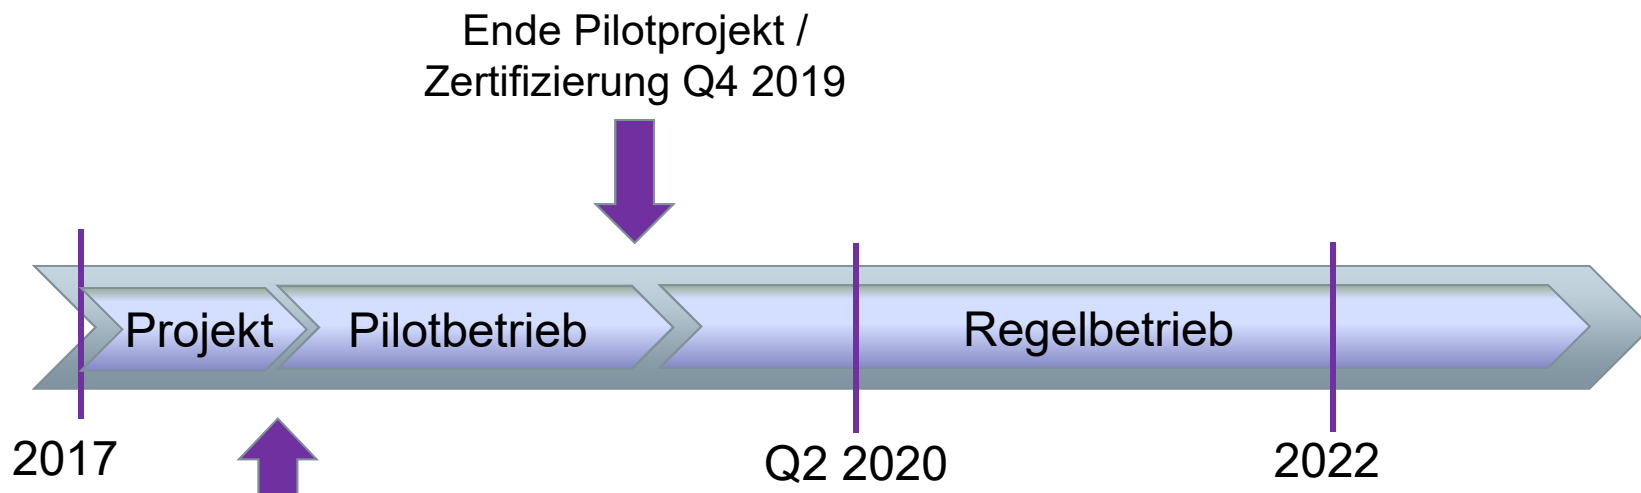 Ende Pilotprojekt /
Zertifizierung Q4 2019
Projekt
Pilotbetrieb
Regelbetrieb
2017
Q2 2020
2022